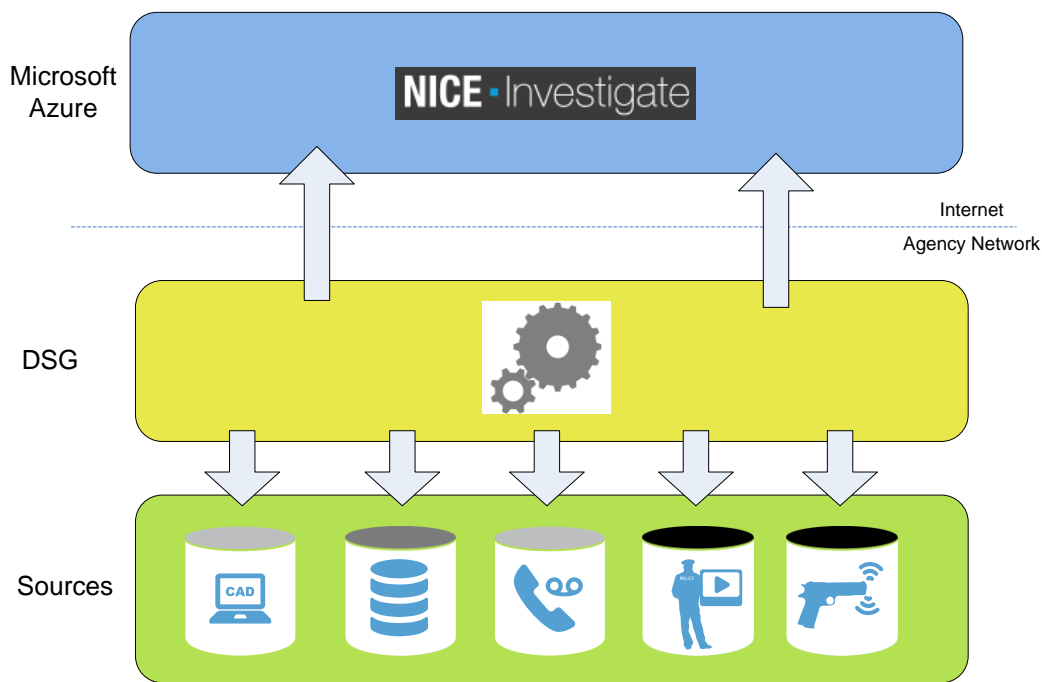 Microsoft
Azure
NICE ▪ Investigate
Internet
Agency Network
DSG
Sources
CAD
POLICE